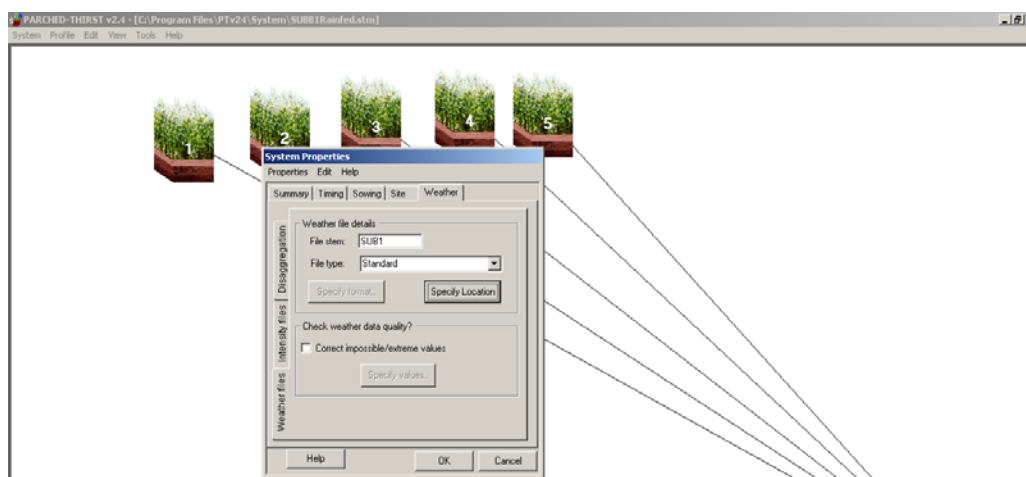 PARCHED-THIRST v2.4 - [C:\Program Files\PTv24\System\SUBB1Rainfed.stm]
System Profile Edit View Tools Help
1 2 3 4 5
System Properties
Properties Edit Help
Summary Timing Sowing Site Weather
Weather files Intensity files Disaggregation
Weather file details
File stem: SUB1
File type: Standard
Specify format... Specify Location
Check weather data quality?
Correct impossible/extreme values
Specify values...
Help OK Cancel